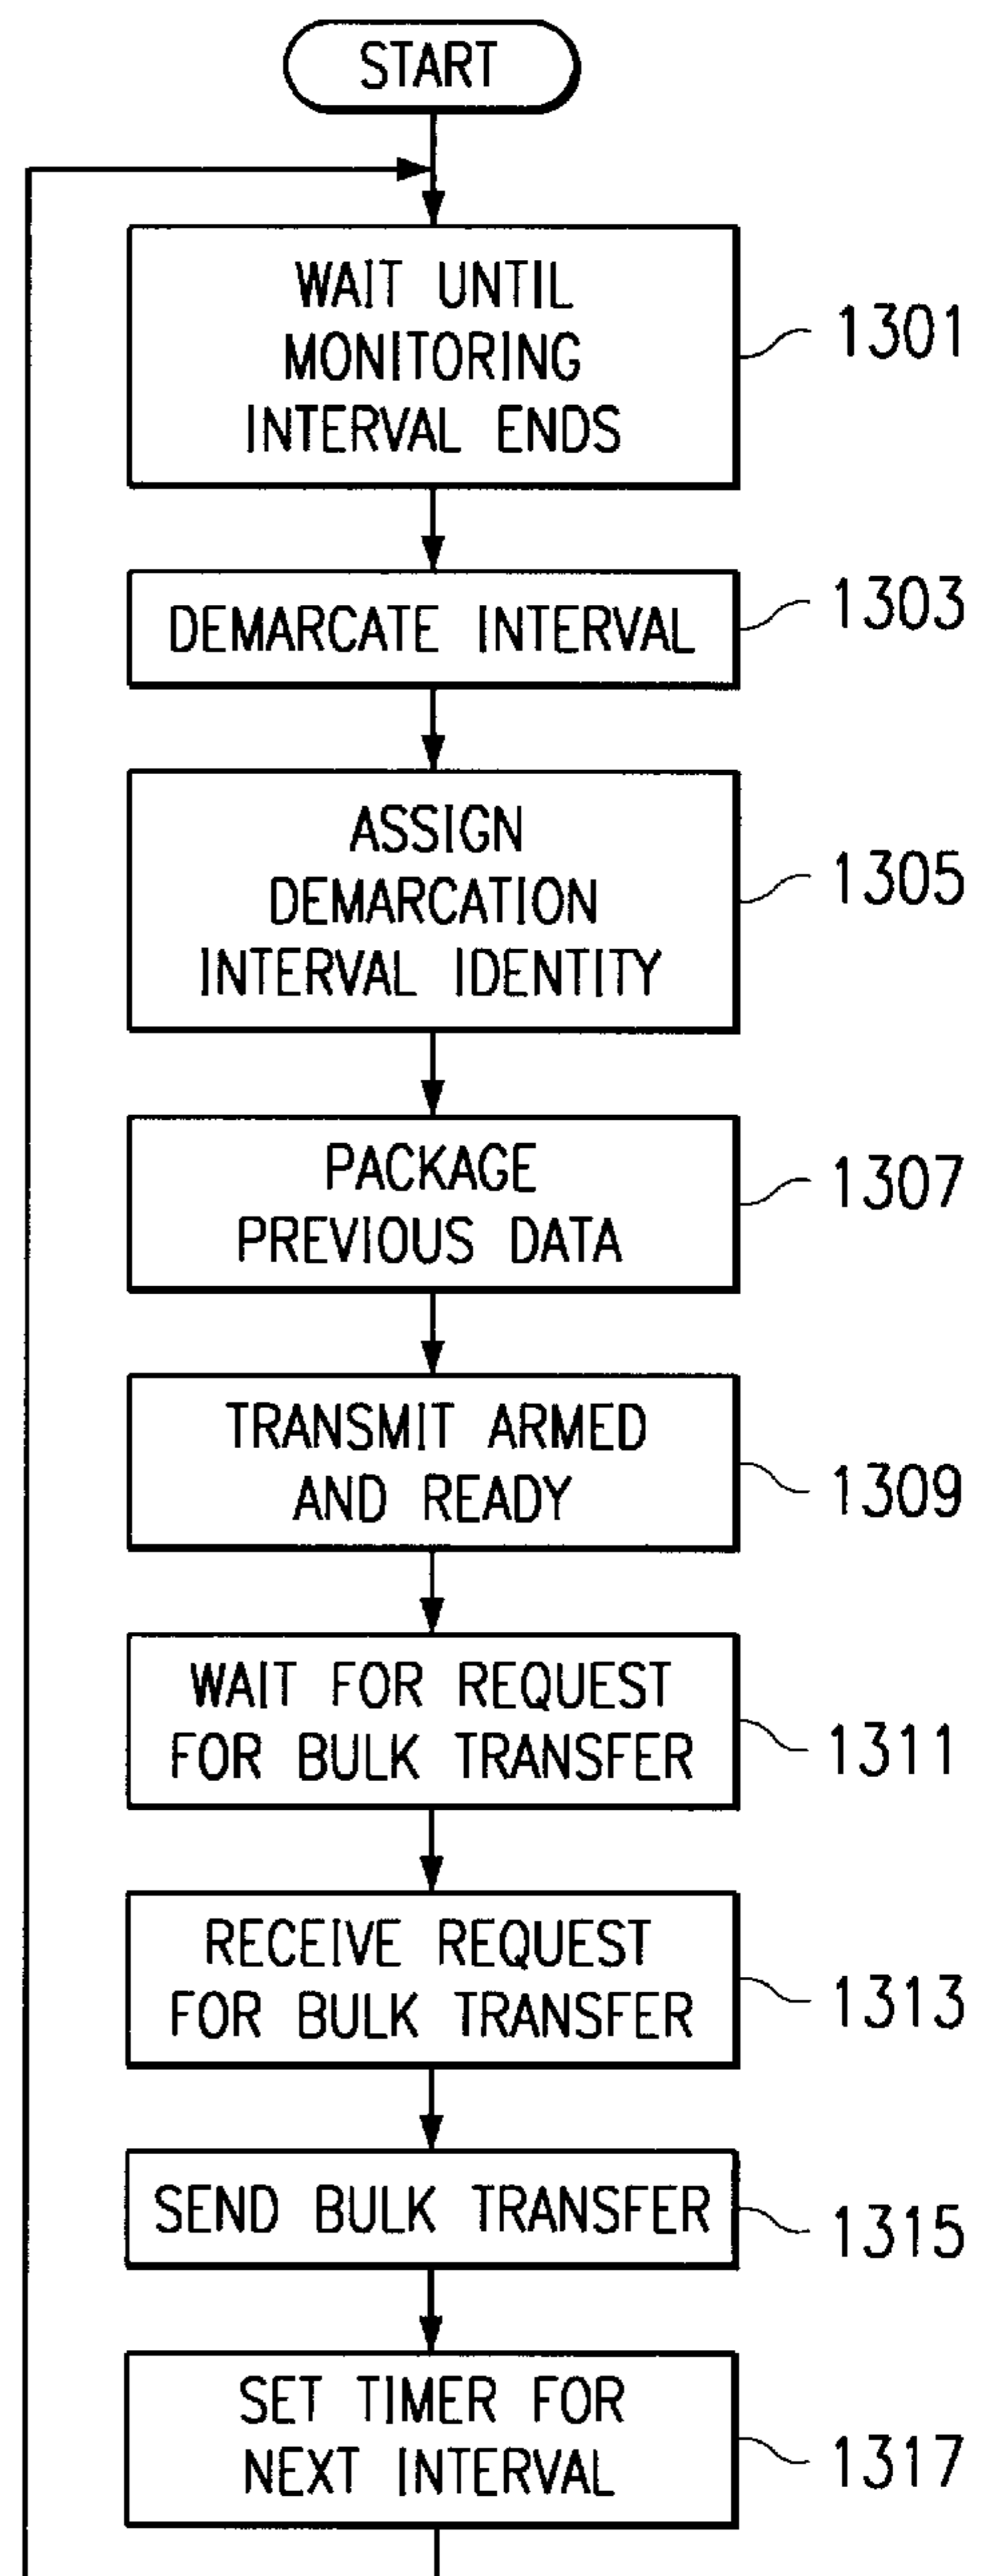 START
WAIT UNTIL
MONITORING
INTERVAL ENDS
1301
DEMARCATE INTERVAL
1303
ASSIGN
DEMARCATION
INTERVAL IDENTITY
1305
PACKAGE
PREVIOUS DATA
1307
TRANSMIT ARMED
AND READY
1309
WAIT FOR REQUEST
FOR BULK TRANSFER
1311
RECEIVE REQUEST
FOR BULK TRANSFER
1313
SEND BULK TRANSFER
1315
SET TIMER FOR
NEXT INTERVAL
1317